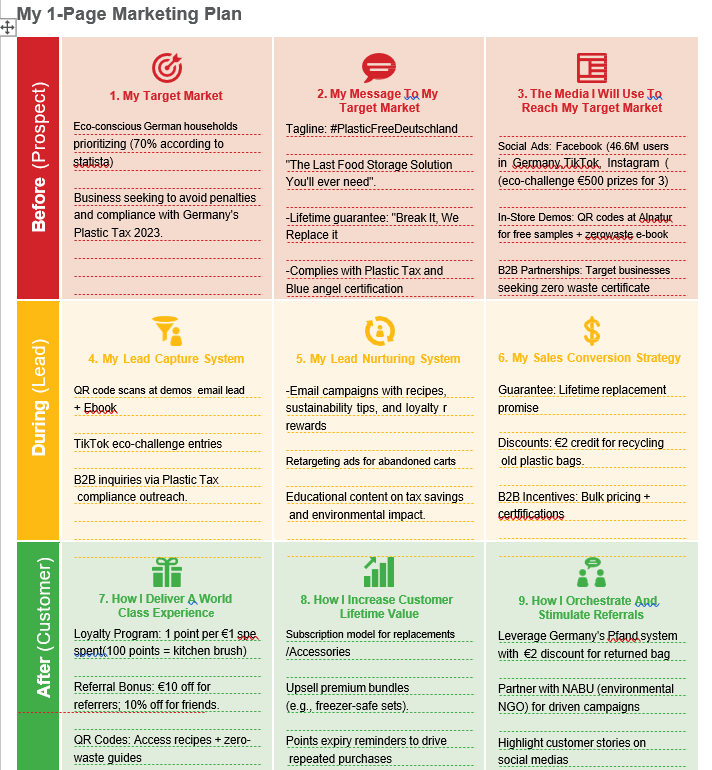 My 1-Page Marketing Plan
Before (Prospect)
1. My Target Market
Eco-conscious German households
prioritizing (70% according to
statista)
Business seeking to avoid penalties
and compliance with Germany's
Plastic Tax 2023.
2. My Message To My
Target Market
Tagline: #PlasticFreeDeutschland
"The Last Food Storage Solution
You'll ever need".
-Lifetime guarantee: "Break It, We
Replace it
-Complies with Plastic Tax and
Blue angel certification
3. The Media I Will Use To
Reach My Target Market
Social Ads: Facebook (46.6M users
in Germany,TikTok, Instagram (
(eco-challenge €500 prizes for 3)
In-Store Demos: QR codes at Alnatur
for free samples + zerowaste e-book
B2B Partnerships: Target businesses
seeking zero waste certificate
During (Lead)
4. My Lead Capture System
QR code scans at demos email lead
+ Ebook
TikTok eco-challenge entries
B2B inquiries via Plastic Tax
compliance outreach.
5. My Lead Nurturing System
-Email campaigns with recipes,
sustainability tips, and loyalty r
rewards
Retargeting ads for abandoned carts
Educational content on tax savings
and environmental impact.
6. My Sales Conversion Strategy
Guarantee: Lifetime replacement
promise
Discounts: €2 credit for recycling
old plastic bags.
B2B Incentives: Bulk pricing +
certfifications
After (Customer)
7. How I Deliver A World
Class Experience
Loyalty Program: 1 point per €1 spe
spent(100 points = kitchen brush)
Referral Bonus: €10 off for
referrers; 10% off for friends.
QR Codes: Access recipes + zero-
waste guides
8. How I Increase Customer
Lifetime Value
Subscription model for replacements
/Accessories
Upsell premium bundles
(e.g., freezer-safe sets).
Points expiry reminders to drive
repeated purchases
9. How I Orchestrate And
Stimulate Referrals
Leverage Germany's Pfand system
with €2 discount for returned bag
Partner with NABU (environmental
NGO) for driven campaigns
Highlight customer stories on
social medias